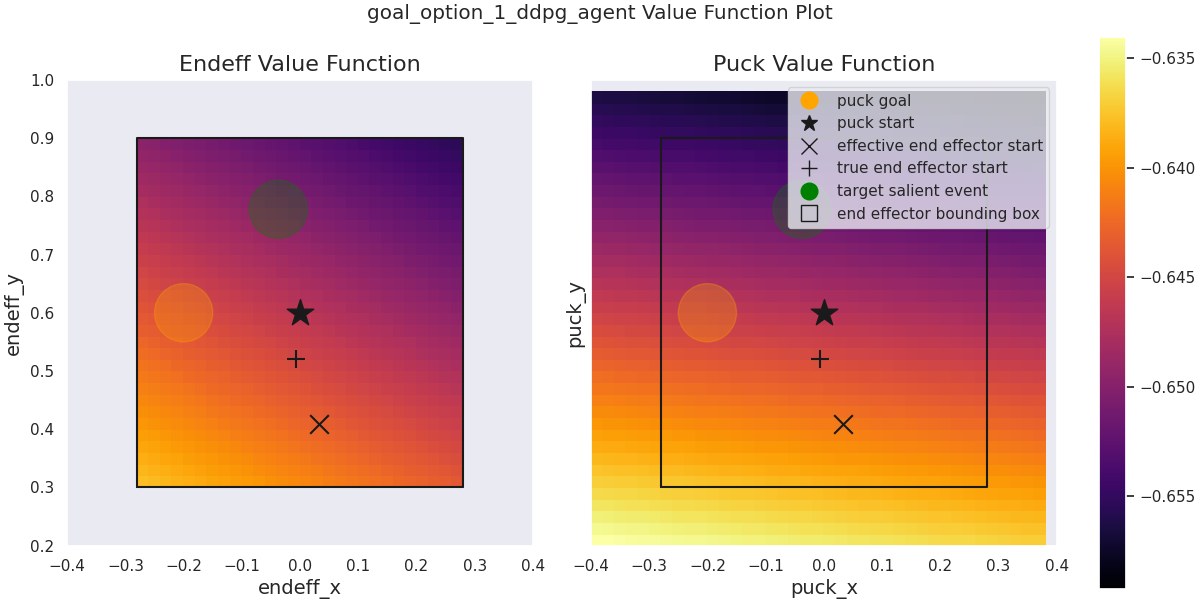 goal_option_1_ddpg_agent Value Function Plot
Endeff Value Function
1.0
0.9
0.8
0.7
0.6
0.5
0.4
0.3
0.2
endeff_y
−0.4 −0.3 −0.2 −0.1 0.0 0.1 0.2 0.3 0.4
endeff_x
Puck Value Function
puck goal
puck start
effective end effector start
true end effector start
target salient event
end effector bounding box
puck_y
−0.4 −0.3 −0.2 −0.1 0.0 0.1 0.2 0.3 0.4
puck_x
−0.635
−0.640
−0.645
−0.650
−0.655